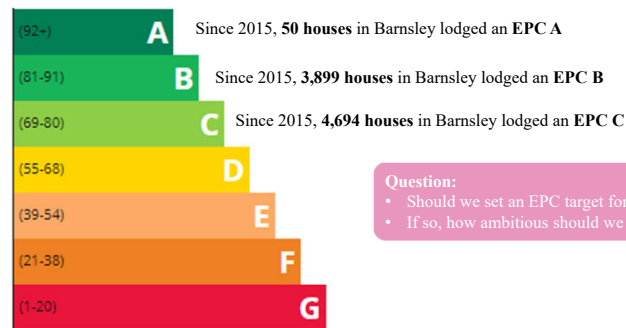 (92+) A Since 2015, 50 houses in Barnsley lodged an EPC A
(81-91) B Since 2015, 3,899 houses in Barnsley lodged an EPC B
(69-80) C Since 2015, 4,694 houses in Barnsley lodged an EPC C
(55-68) D
(39-54) E
(21-38) F
(1-20) G
Question:
• Should we set an EPC target for
• If so, how ambitious should we